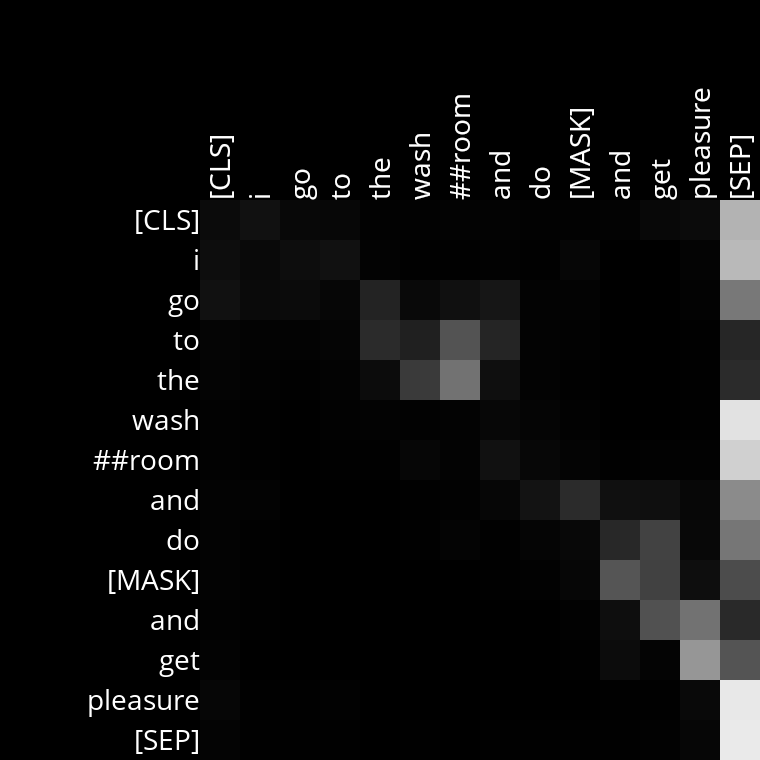 [CLS] i go to the wash ##room and do [MASK] and get pleasure [SEP]
[CLS]
i
go
to
the
wash
##room
and
do
[MASK]
and
get
pleasure
[SEP]